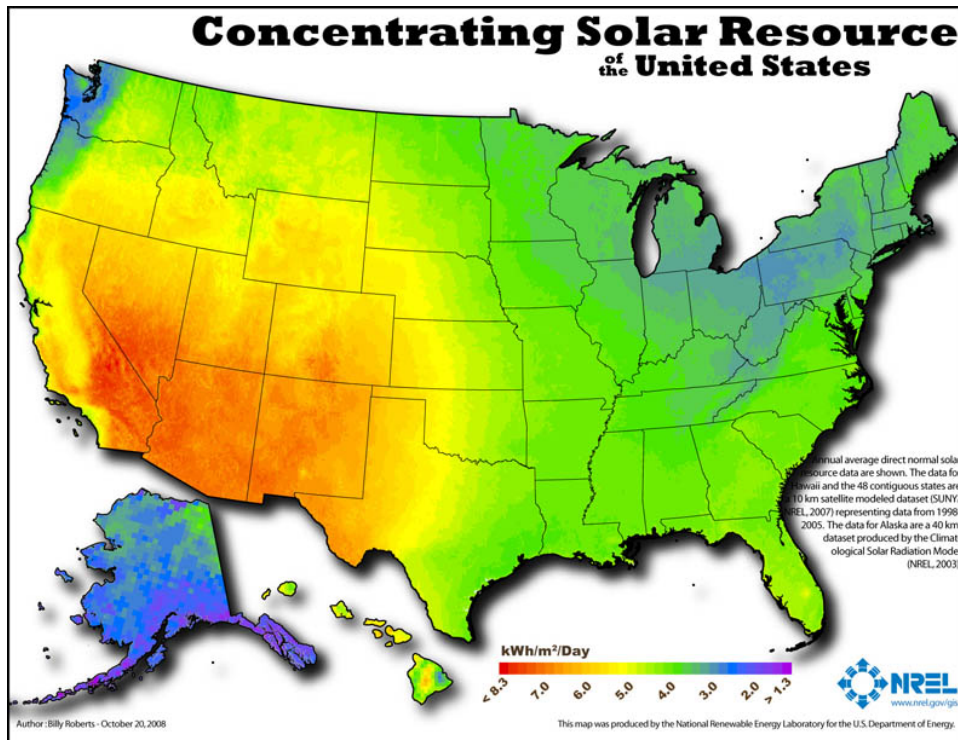 Concentrating Solar Resource
of the United States
Annual average direct normal solar
resource data are shown. The data for
Hawaii and the 48 contiguous states are
a 10 km satellite modeled dataset (SUNY/
NREL, 2007) representing data from 1998-
2005. The data for Alaska are a 40 km
dataset produced by the Climat
ological Solar Radiation Mode
(NREL, 2003)
kWh/m²/Day
< 8.3 7.0 6.0 5.0 4.0 3.0 2.0 > 1.3
NREL
www.nrel.gov/gis
Author : Billy Roberts - October 20, 2008
This map was produced by the National Renewable Energy Laboratory for the U.S. Department of Energy.